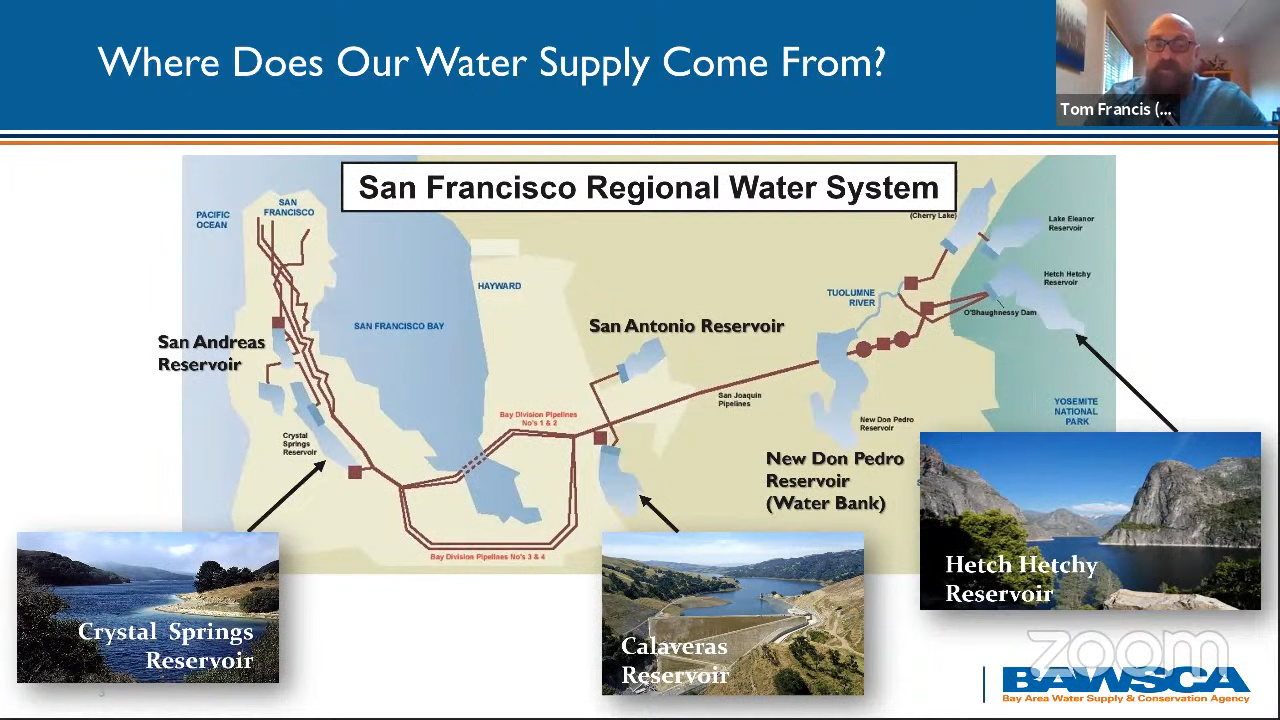 Where Does Our Water Supply Come From?
Tom Francis (...
San Francisco Regional Water System
PACIFIC
OCEAN
SAN
FRANCISCO
(Cherry Lake)
Lake Eleanor
Reservoir
Hetch Hetchy
Reservoir
HAYWARD
TUOLUMNE
RIVER
O'Shaughnessy Dam
SAN FRANCISCO BAY
San Antonio Reservoir
San Andreas
Reservoir
San Joaquin
Pipelines
YOSEMITE
NATIONAL
PARK
Bay Division Pipelines
No's 1 & 2
New Don Pedro
Reservoir
Crystal
Springs
Reservoir
New Don Pedro
Reservoir
(Water Bank)
Bay Division Pipelines No's 3 & 4
Hetch Hetchy
Reservoir
Crystal Springs
Reservoir
Calaveras
Reservoir
zoom
BAWSCA
Bay Area Water Supply & Conservation Agency